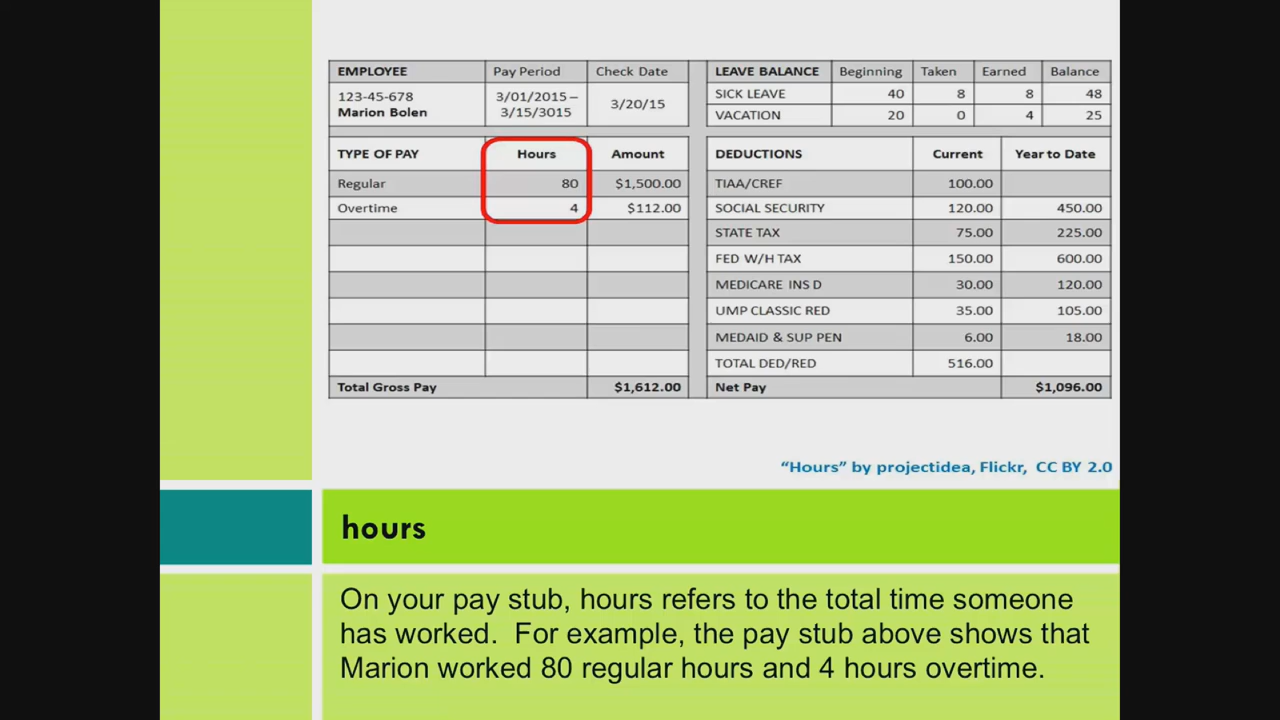 EMPLOYEE Pay Period Check Date
123-45-678 3/01/2015 – 3/20/15
Marion Bolen 3/15/3015
LEAVE BALANCE Beginning Taken Earned Balance
SICK LEAVE 40 8 8 48
VACATION 20 0 4 25
TYPE OF PAY Hours Amount
Regular 80 $1,500.00
Overtime 4 $112.00
Total Gross Pay $1,612.00
DEDUCTIONS Current Year to Date
TIAA/CREF 100.00
SOCIAL SECURITY 120.00 450.00
STATE TAX 75.00 225.00
FED W/H TAX 150.00 600.00
MEDICARE INS D 30.00 120.00
UMP CLASSIC RED 35.00 105.00
MEDAID & SUP PEN 6.00 18.00
TOTAL DED/RED 516.00
Net Pay $1,096.00
“Hours” by projectidea, Flickr, CC BY 2.0
hours
On your pay stub, hours refers to the total time someone
has worked. For example, the pay stub above shows that
Marion worked 80 regular hours and 4 hours overtime.